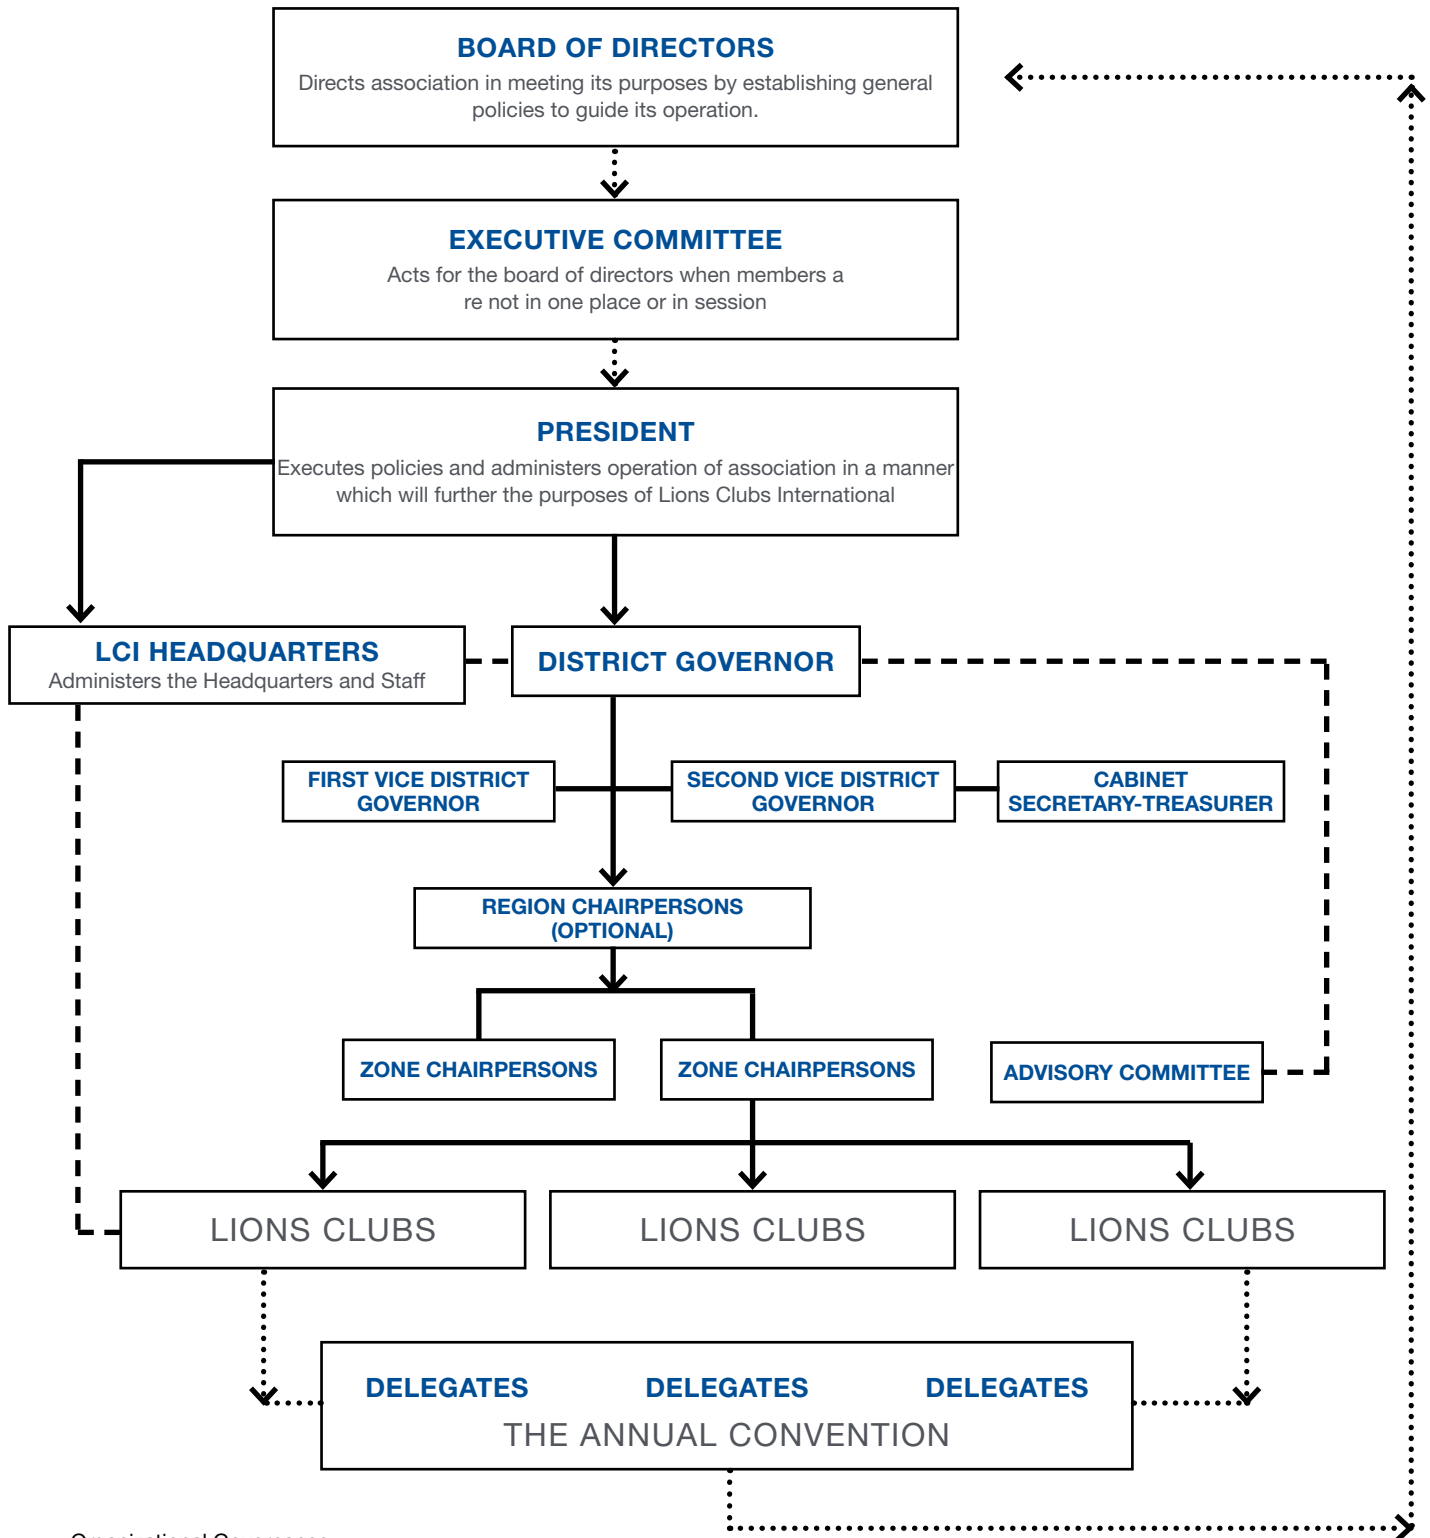 BOARD OF DIRECTORS
Directs association in meeting its purposes by establishing general
policies to guide its operation.
EXECUTIVE COMMITTEE
Acts for the board of directors when members a
re not in one place or in session
PRESIDENT
Executes policies and administers operation of association in a manner
which will further the purposes of Lions Clubs International
LCI HEADQUARTERS
Administers the Headquarters and Staff
DISTRICT GOVERNOR
FIRST VICE DISTRICT
GOVERNOR
SECOND VICE DISTRICT
GOVERNOR
CABINET
SECRETARY-TREASURER
REGION CHAIRPERSONS
(OPTIONAL)
ZONE CHAIRPERSONS
ZONE CHAIRPERSONS
ADVISORY COMMITTEE
LIONS CLUBS
LIONS CLUBS
LIONS CLUBS
DELEGATES DELEGATES DELEGATES
THE ANNUAL CONVENTION